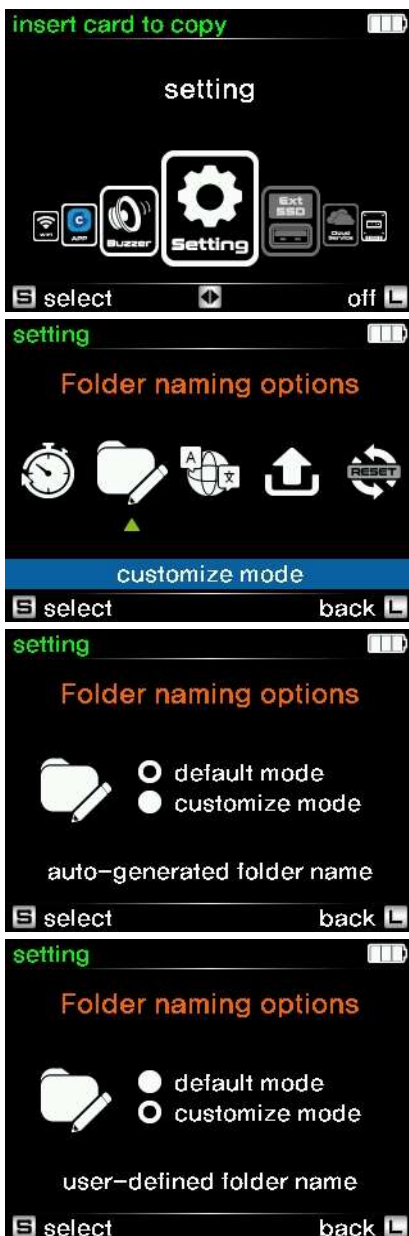 insert card to copy
setting
WiFi
C
APP
Buzzer
Setting
Ext
SSD
Cloud
Service
S select
off L
setting
Folder naming options
A 文
RESET
customize mode
S select back L
setting
Folder naming options
default mode
customize mode
auto-generated folder name
S select back L
setting
Folder naming options
default mode
customize mode
user-defined folder name
S select back L